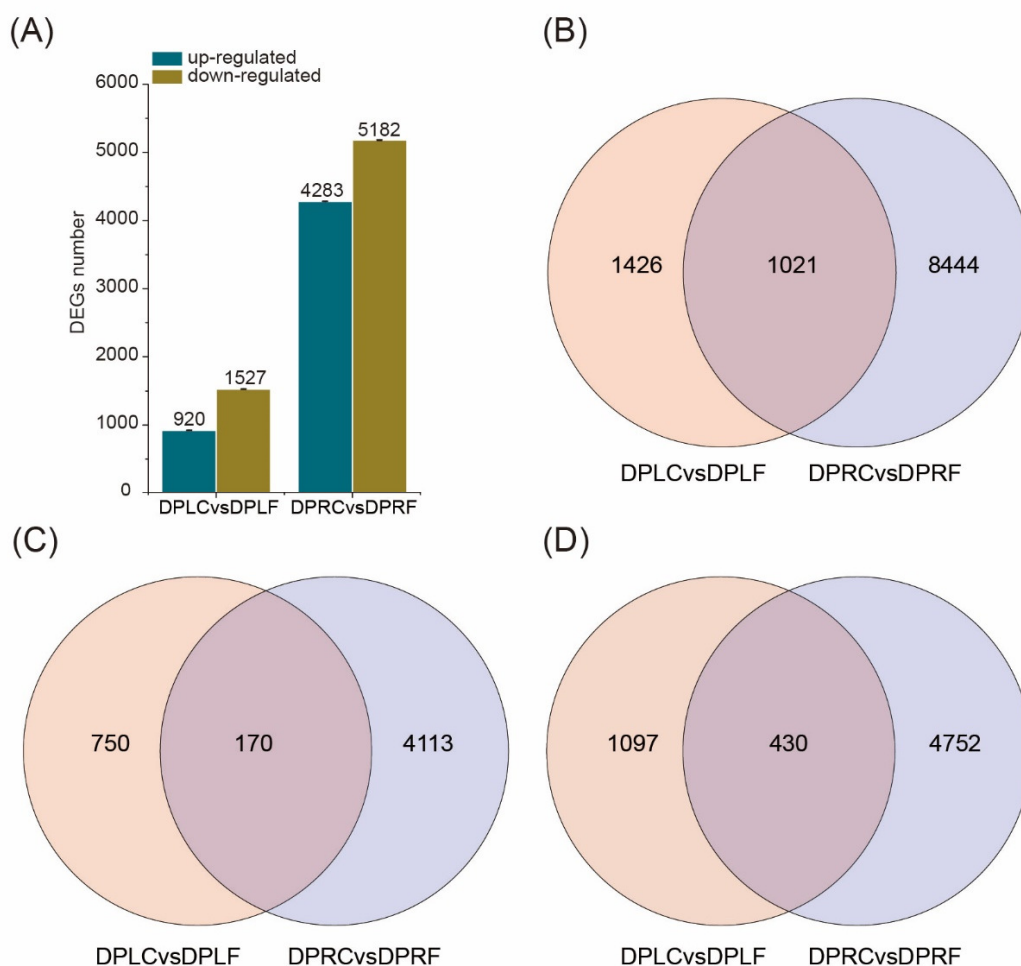 (A)
up-regulated
down-regulated
DEGs number
6000
5000
4000
3000
2000
1000
0
920
1527
4283
5182
DPLCvsDPLF
DPRCvsDPRF
(B)
1426
1021
8444
DPLCvsDPLF
DPRCvsDPRF
(C)
750
170
4113
DPLCvsDPLF
DPRCvsDPRF
(D)
1097
430
4752
DPLCvsDPLF
DPRCvsDPRF